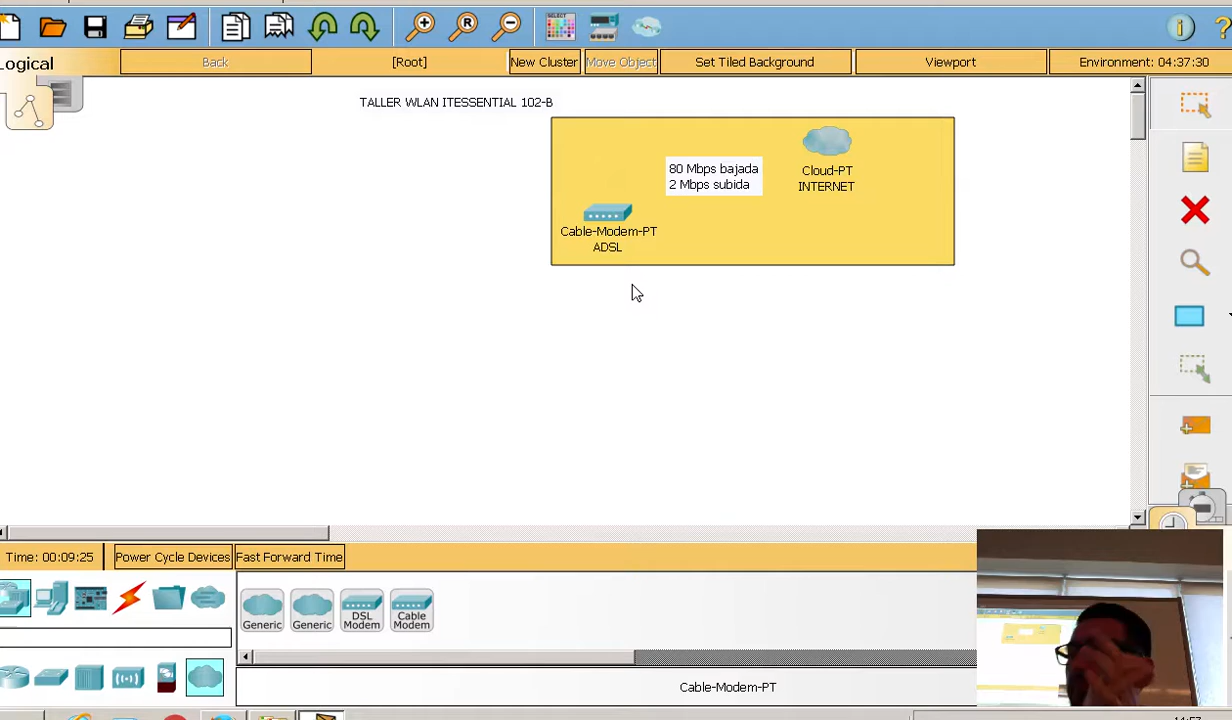 SELECT
R
i
?
Logical
Back
[Root]
New Cluster
Move Object
Set Tiled Background
Viewport
Environment: 04:37:30
TALLER WLAN ITESSENTIAL 102-B
80 Mbps bajada
2 Mbps subida
Cloud-PT
INTERNET
Cable-Modem-PT
ADSL
Time: 00:09:25
Power Cycle Devices
Fast Forward Time
Generic
Generic
DSL
Modem
Cable
Modem
Cable-Modem-PT